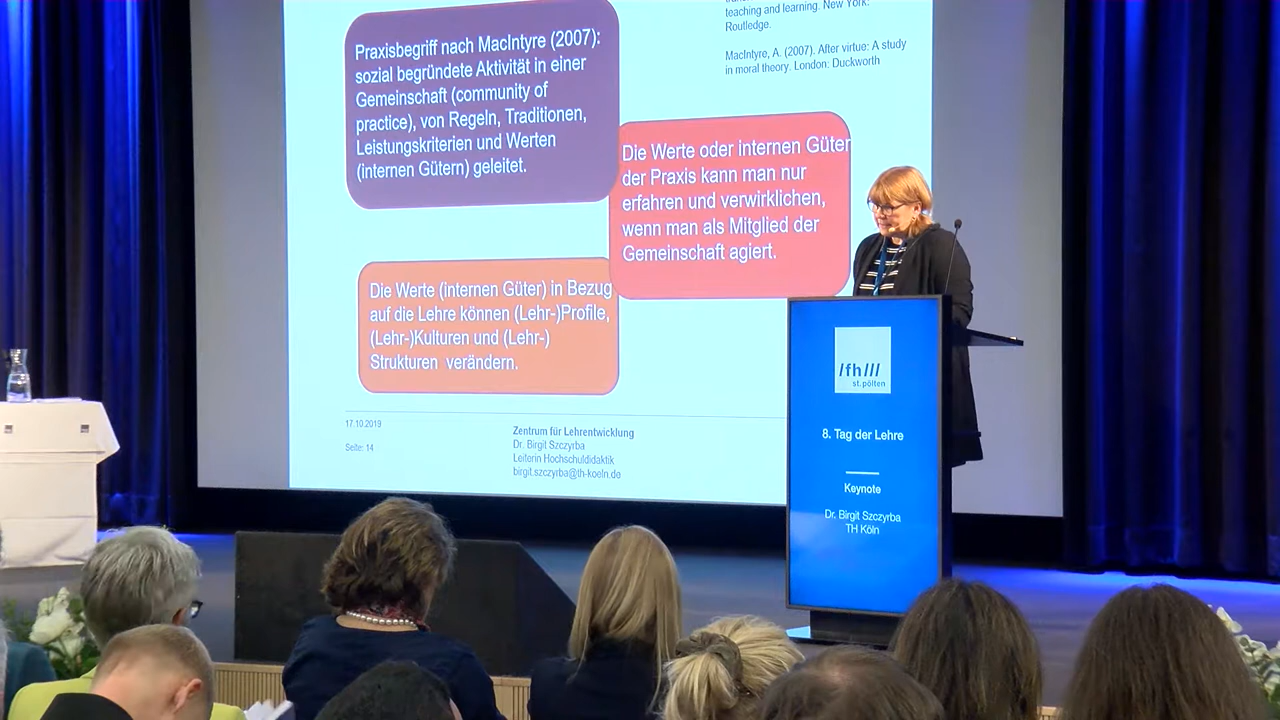 Praxisbegriff nach MacIntyre (2007):
sozial begründete Aktivität in einer
Gemeinschaft (community of
practice), von Regeln, Traditionen,
Leistungskriterien und Werten
(internen Gütern) geleitet.
teaching and learning. New York:
Routledge.
MacIntyre, A. (2007). After virtue: A study
in moral theory. London: Duckworth
Die Werte oder internen Güter
der Praxis kann man nur
erfahren und verwirklichen,
wenn man als Mitglied der
Gemeinschaft agiert.
Die Werte (internen Güter) in Bezug
auf die Lehre können (Lehr-)Profile,
(Lehr-)Kulturen und (Lehr-)
Strukturen verändern.
17.10.2019
Seite: 14
Zentrum für Lehrentwicklung
Dr. Birgit Szczyrba
Leiterin Hochschuldidaktik
birgit.szczyrba@th-koeln.de
/fh///
st.pölten
8. Tag der Lehre
Keynote
Dr. Birgit Szczyrba
TH Köln